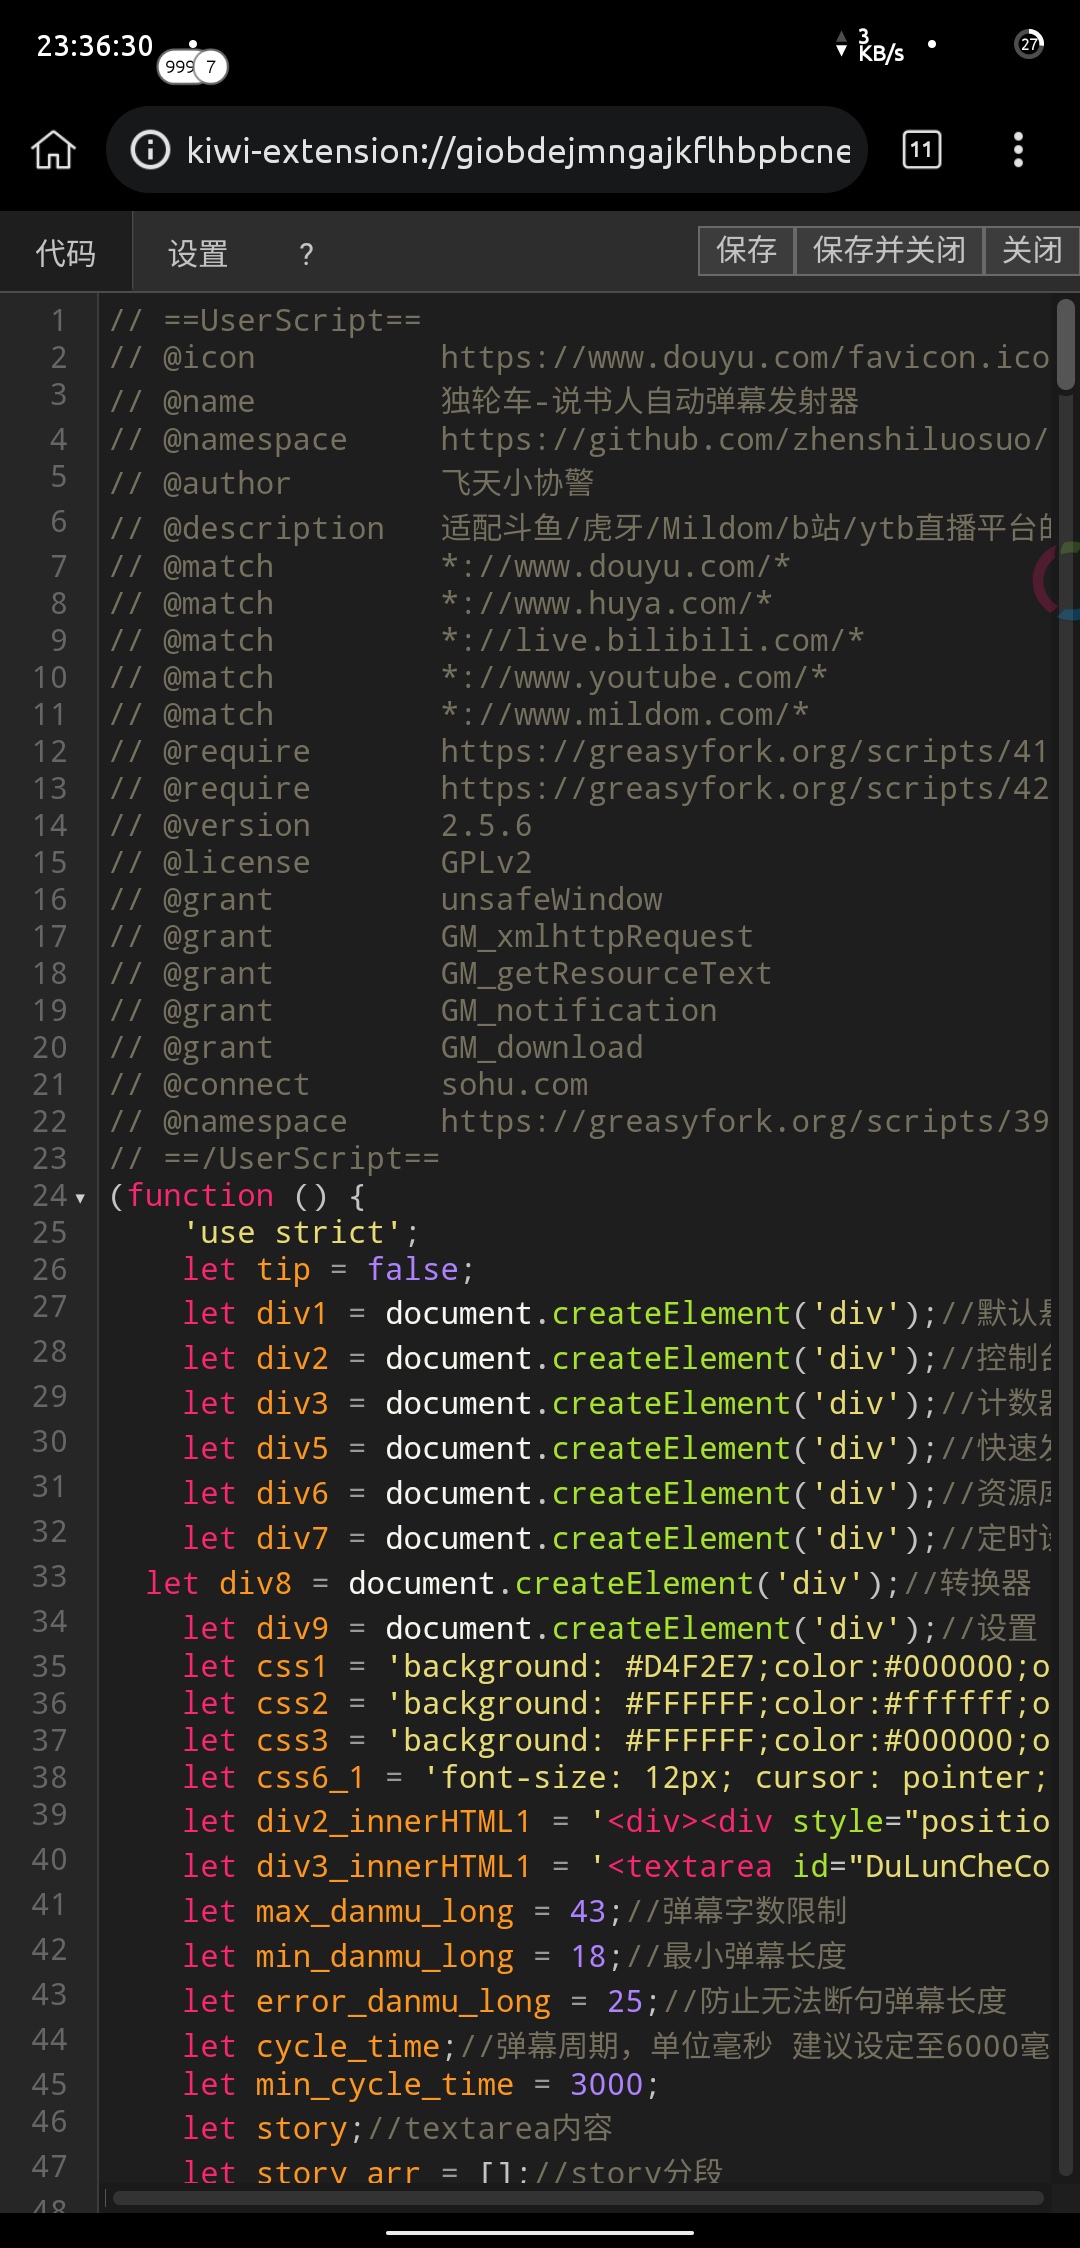 23:36:30
999 7
3 KB/s
27
kiwi-extension://giobdejmngajkflhbpbcne
11
代码 设置 ? 保存 保存并关闭 关闭
1 // ==UserScript==
2 // @icon https://www.douyu.com/favicon.ico
3 // @name 独轮车-说书人自动弹幕发射器
4 // @namespace https://github.com/zhenshiluosuo/
5 // @author 飞天小协警
6 // @description 适配斗鱼/虎牙/Mildom/b站/ytb直播平台的
7 // @match *://www.douyu.com/*
8 // @match *://www.huya.com/*
9 // @match *://live.bilibili.com/*
10 // @match *://www.youtube.com/*
11 // @match *://www.mildom.com/*
12 // @require https://greasyfork.org/scripts/41
13 // @require https://greasyfork.org/scripts/42
14 // @version 2.5.6
15 // @license GPLv2
16 // @grant unsafeWindow
17 // @grant GM_xmlhttpRequest
18 // @grant GM_getResourceText
19 // @grant GM_notification
20 // @grant GM_download
21 // @connect sohu.com
22 // @namespace https://greasyfork.org/scripts/39
23 // ==/UserScript==
24 (function () {
25 'use strict';
26 let tip = false;
27 let div1 = document.createElement('div');//默认
28 let div2 = document.createElement('div');//控制
29 let div3 = document.createElement('div');//计数
30 let div5 = document.createElement('div');//快速
31 let div6 = document.createElement('div');//资源
32 let div7 = document.createElement('div');//定时
33 let div8 = document.createElement('div');//转换器
34 let div9 = document.createElement('div');//设置
35 let css1 = 'background: #D4F2E7;color:#000000;o
36 let css2 = 'background: #FFFFFF;color:#ffffff;o
37 let css3 = 'background: #FFFFFF;color:#000000;o
38 let css6_1 = 'font-size: 12px; cursor: pointer;
39 let div2_innerHTML1 = '<div><div style="positio
40 let div3_innerHTML1 = '<textarea id="DuLunCheCo
41 let max_danmu_long = 43;//弹幕字数限制
42 let min_danmu_long = 18;//最小弹幕长度
43 let error_danmu_long = 25;//防止无法断句弹幕长度
44 let cycle_time;//弹幕周期，单位毫秒 建议设定至6000毫
45 let min_cycle_time = 3000;
46 let story;//textarea内容
47 let story_arr = [];//story分段
48